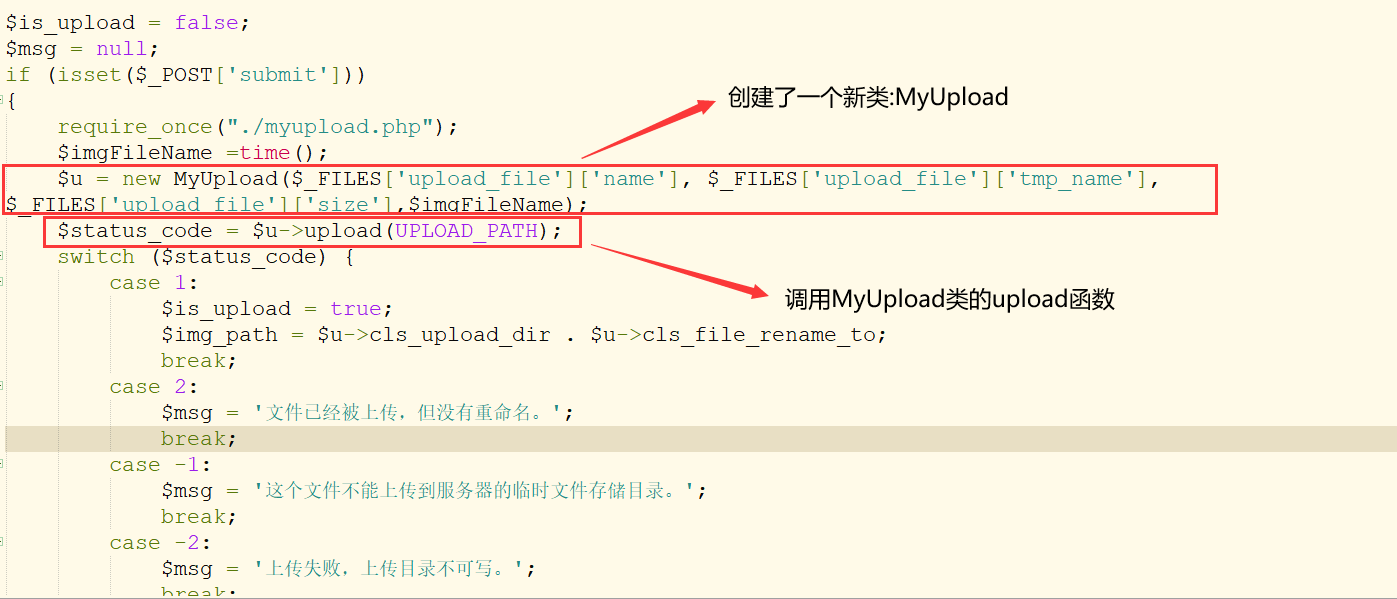 $is_upload = false;
$msg = null;
if (isset($_POST['submit']))
{
创建了一个新类:MyUpload
    require_once("./myupload.php");
    $imgFileName =time();
    $u = new MyUpload($_FILES['upload_file']['name'], $_FILES['upload_file']['tmp_name'],
$_FILES['upload_file']['size'],$imgFileName);
    $status_code = $u->upload(UPLOAD_PATH);
    switch ($status_code) {
        case 1:
调用MyUpload类的upload函数
            $is_upload = true;
            $img_path = $u->cls_upload_dir . $u->cls_file_rename_to;
            break;
        case 2:
            $msg = '文件已经被上传，但没有重命名。';
            break;
        case -1:
            $msg = '这个文件不能上传到服务器的临时文件存储目录。';
            break;
        case -2:
            $msg = '上传失败，上传目录不可写。';
            break;